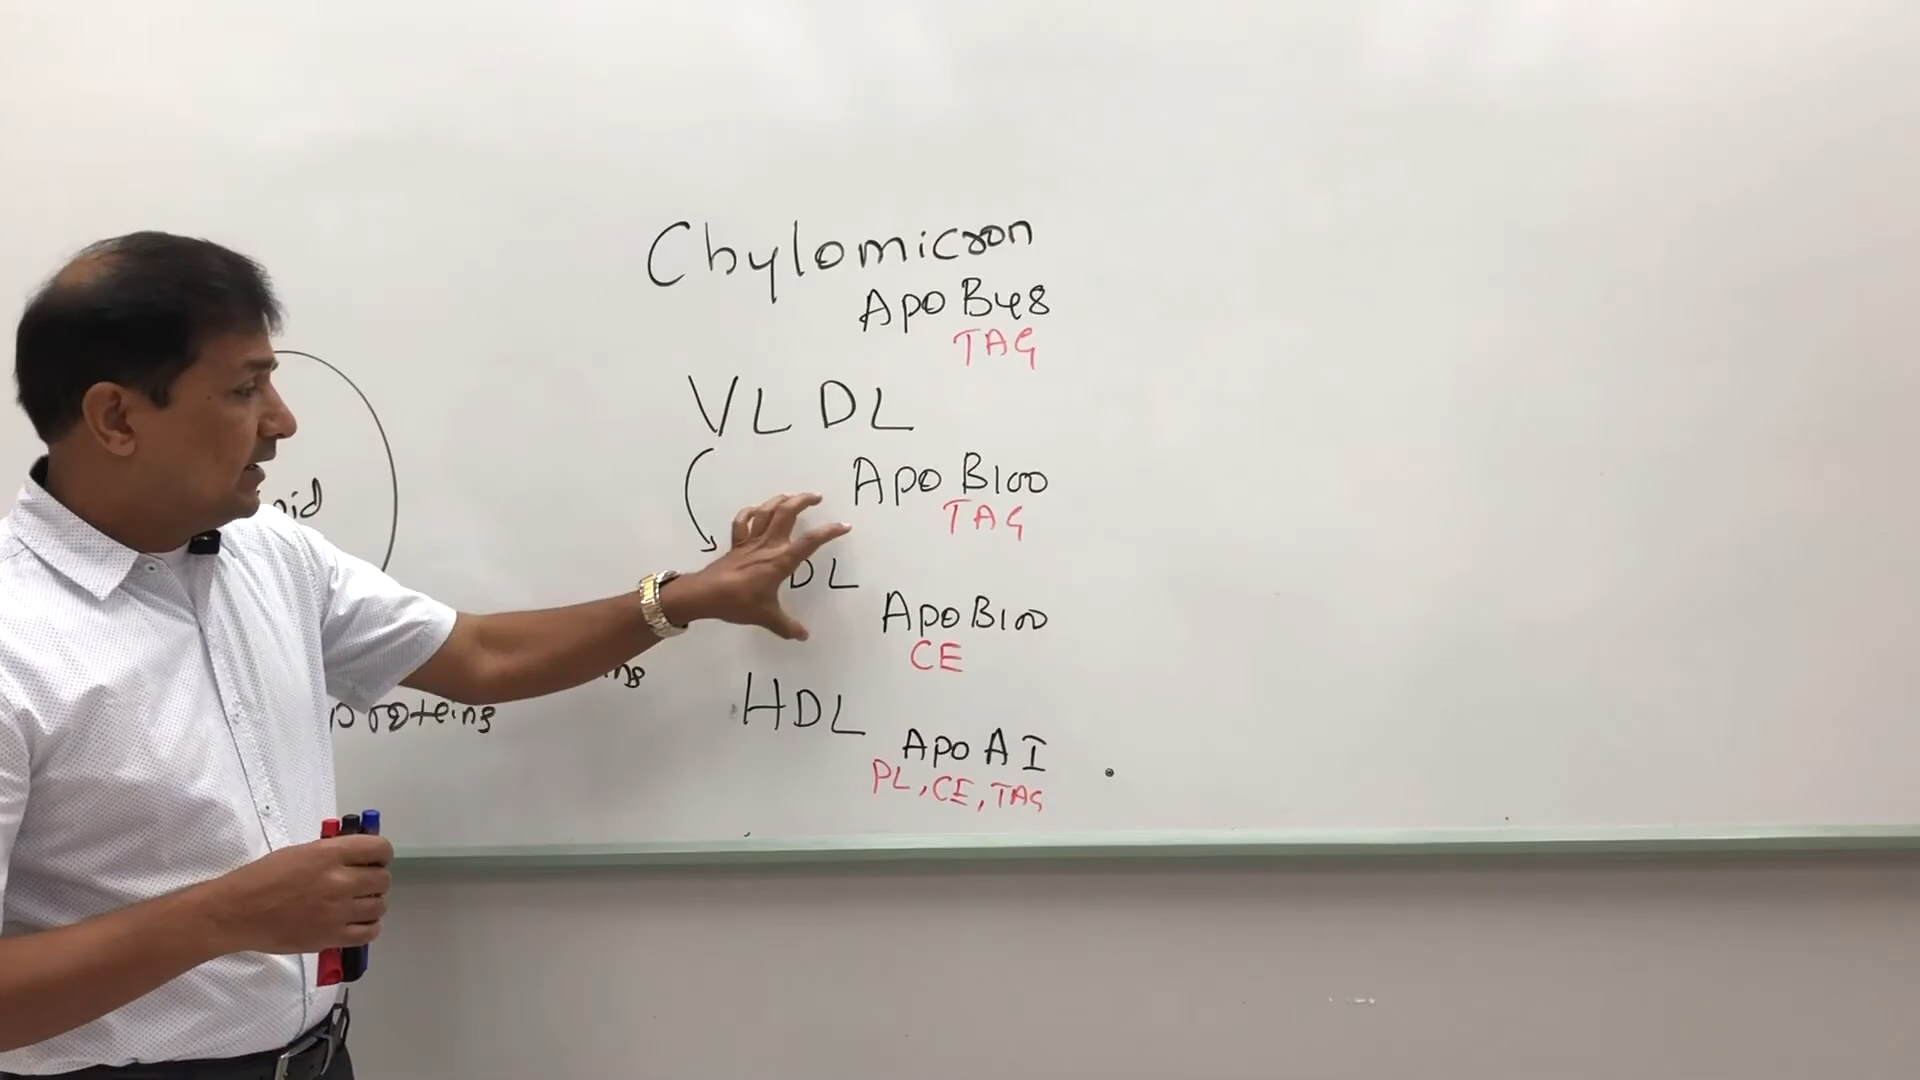 Chylomicron
Apo B48
TAG
VLDL
Apo B100
TAG
DL
Apo B100
CE
HDL
Apo A I
PL, CE, TAG
proteins